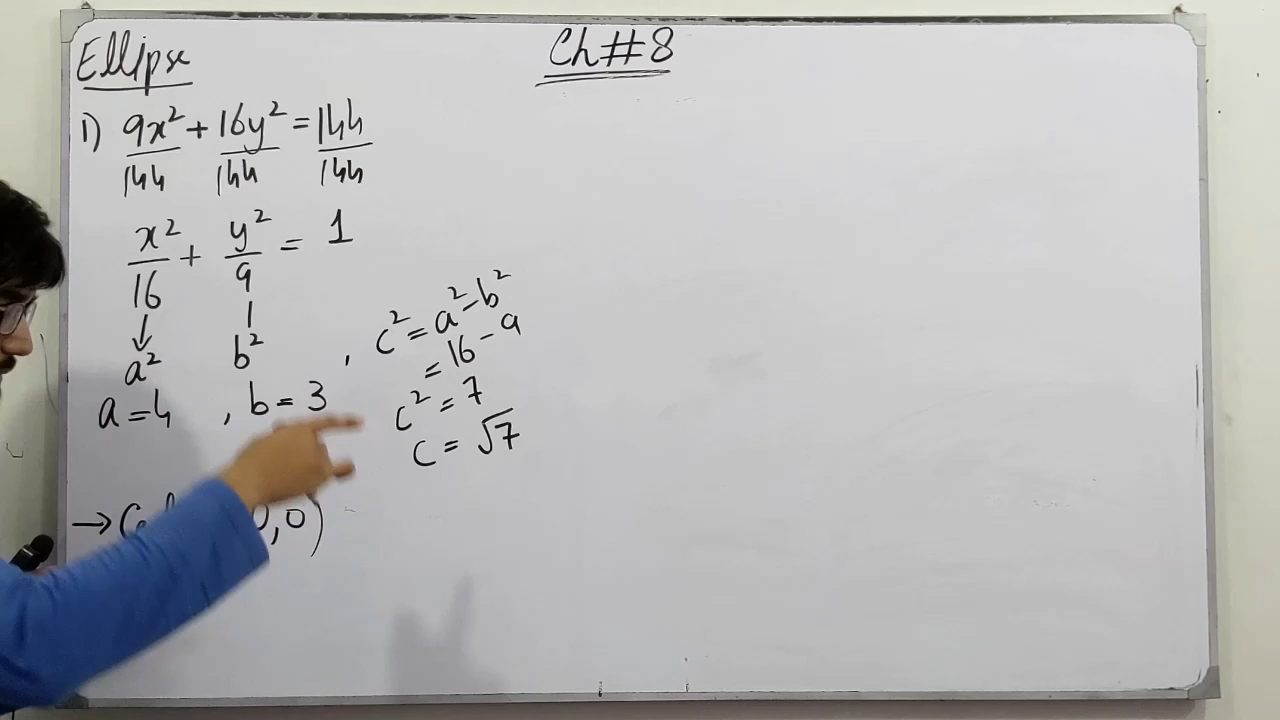 Ch#8
Ellipse
1) 9x² + 16y² = 144
144 144 144
x² + y² = 1
16 9
a² b²
a = 4 , b = 3
, c² = a² - b²
= 16 - 9
c² = 7
c = √7
→ 0,0)